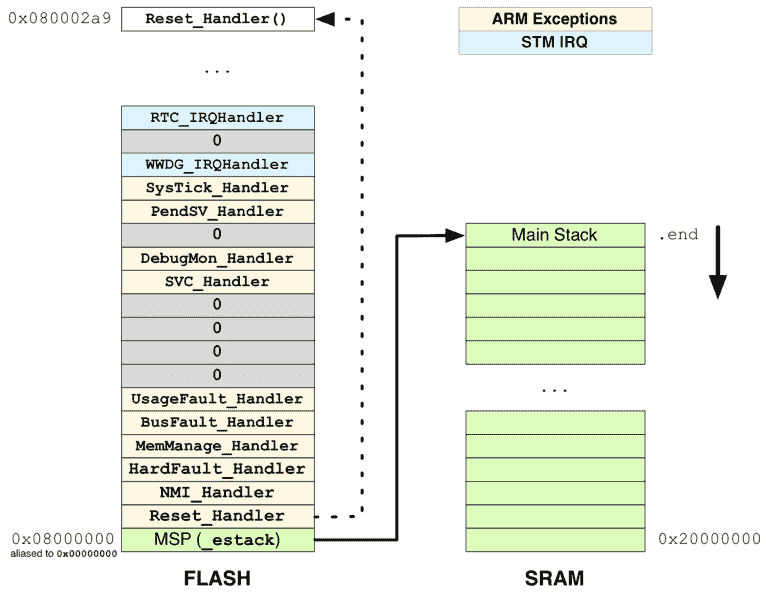 0x080002a9
Reset_Handler()
ARM Exceptions
STM IRQ
...
RTC_IRQHandler
0
WWDG_IRQHandler
SysTick_Handler
PendSV_Handler
0
DebugMon_Handler
SVC_Handler
0
0
0
0
UsageFault_Handler
BusFault_Handler
MemManage_Handler
HardFault_Handler
NMI_Handler
Reset_Handler
0x08000000
aliased to 0x00000000
MSP (_estack)
FLASH
Main Stack
.end
...
0x20000000
SRAM